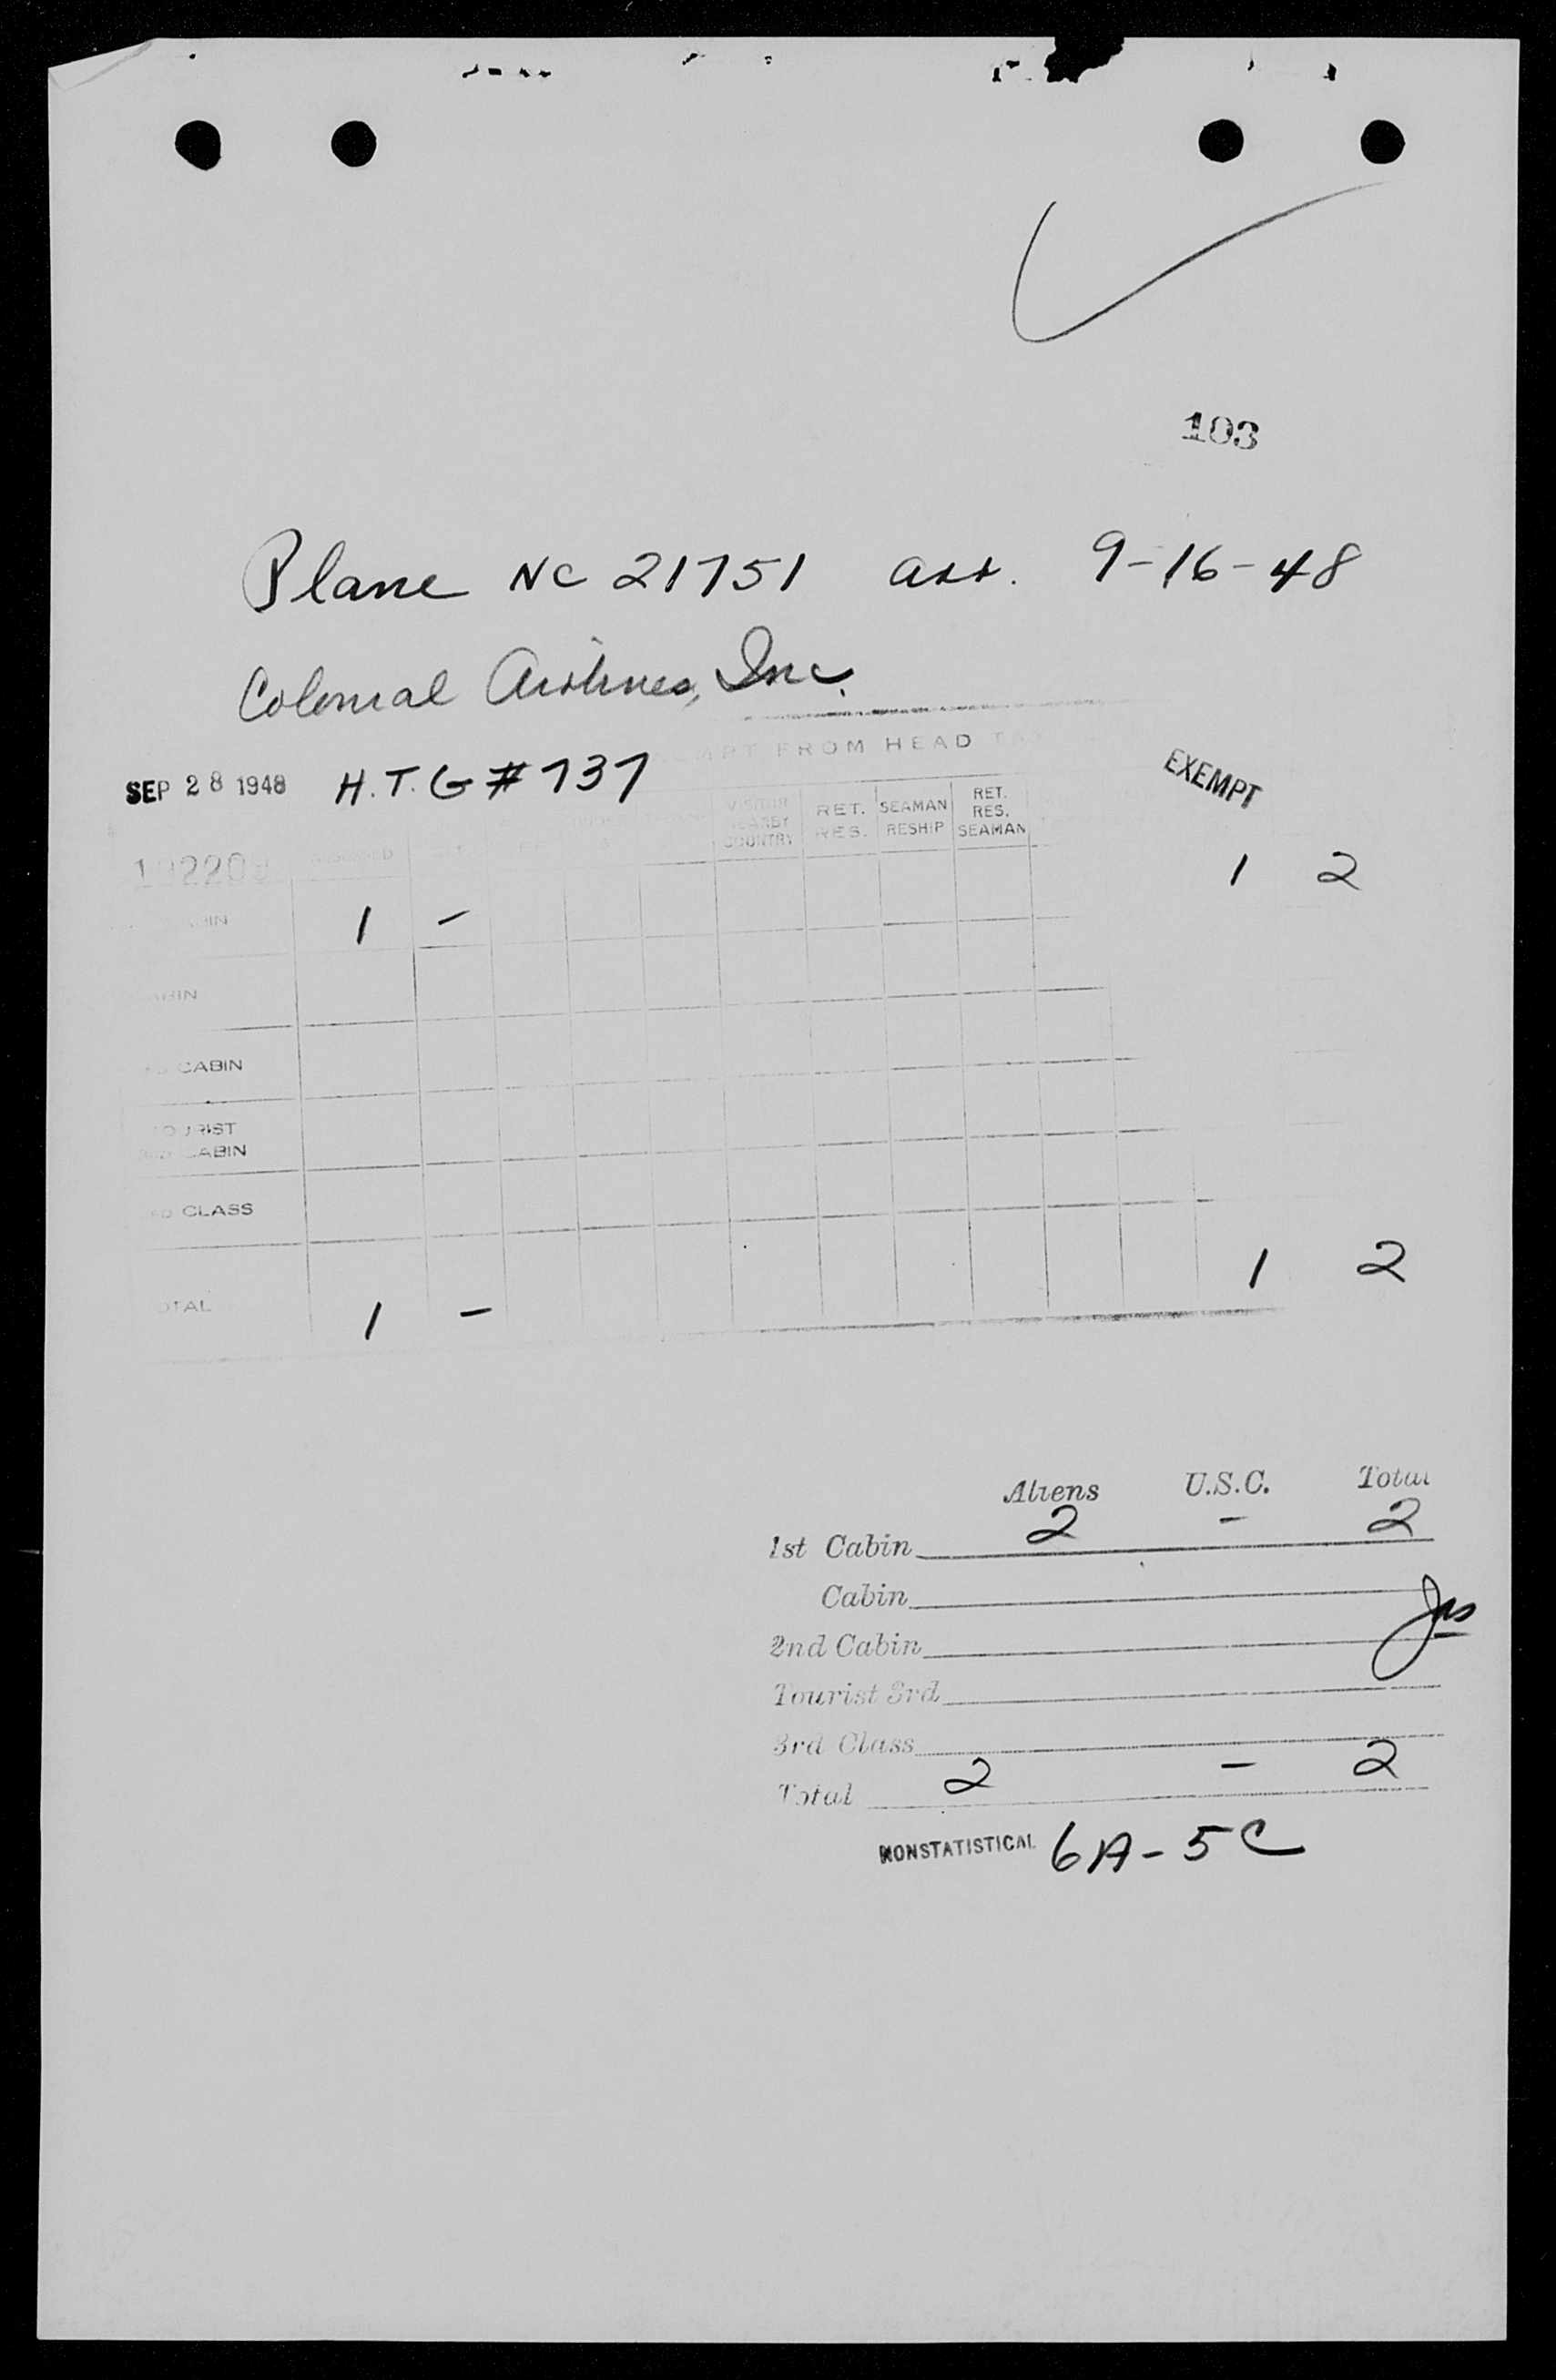 103
Plane NC 21751 arr. 9-16-48
Colonial Airlines, Inc.
FROM HEAD
SEP 28 1948 H.T.G #737
EXEMPT
VISITOR NEARBY COUNTRY RET. RES. SEAMAN RESHIP RET. RES. SEAMAN
1 2
1 -
CABIN
TOURIST
CABIN
CLASS
1 2
TOTAL 1 -
Aliens U.S.C. Total
1st Cabin 2 - 2
Cabin
2nd Cabin
Tourist 3rd
3rd Class
Total 2 - 2
NONSTATISTICAL 6A-5C